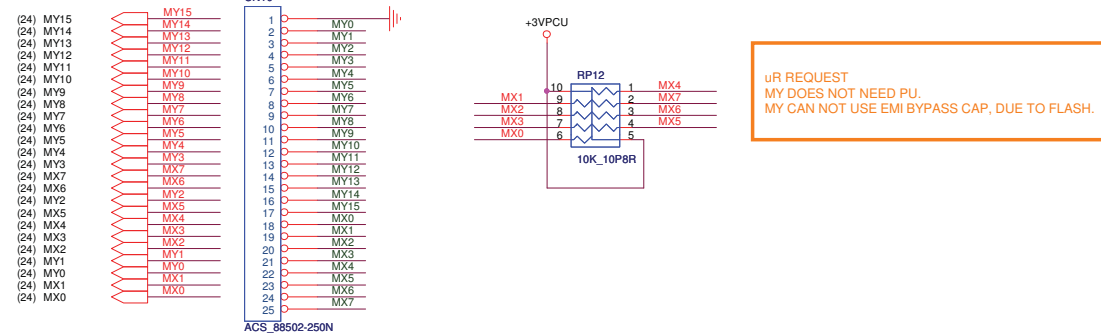 (24) MY15 MY15
(24) MY14 MY14
(24) MY13 MY13
(24) MY12 MY12
(24) MY11 MY11
(24) MY10 MY10
(24) MY9 MY9
(24) MY8 MY8
(24) MY7 MY7
(24) MY6 MY6
(24) MY5 MY5
(24) MY4 MY4
(24) MY3 MY3
(24) MX7 MX7
(24) MX6 MX6
(24) MY2 MY2
(24) MX5 MX5
(24) MX4 MX4
(24) MX3 MX3
(24) MX2 MX2
(24) MY1 MY1
(24) MY0 MY0
(24) MX1 MX1
(24) MX0 MX0
1
2 MY0
3 MY1
4 MY2
5 MY3
6 MY4
7 MY5
8 MY6
9 MY7
10 MY8
11 MY9
12 MY10
13 MY11
14 MY12
15 MY13
16 MY14
17 MY15
18 MX0
19 MX1
20 MX2
21 MX3
22 MX4
23 MX5
24 MX6
25 MX7
ACS_88502-250N
+3VPCU
RP12
10 1 MX4
MX1 9 2 MX7
MX2 8 3 MX6
MX3 7 4 MX5
MX0 6 5
10K_10P8R
uR REQUEST
MY DOES NOT NEED PU.
MY CAN NOT USE EMI BYPASS CAP, DUE TO FLASH.